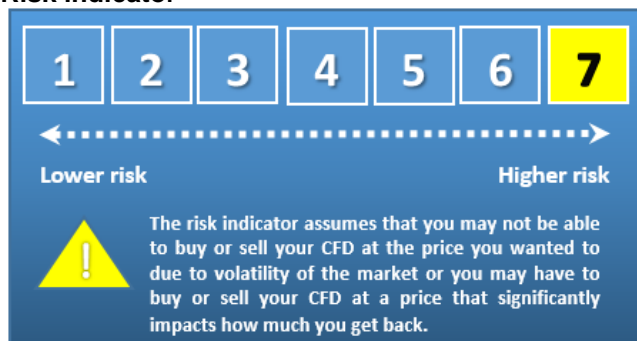 Risk indicator
1 2 3 4 5 6 7
Lower risk Higher risk
!
The risk indicator assumes that you may not be able
to buy or sell your CFD at the price you wanted to
due to volatility of the market or you may have to
buy or sell your CFD at a price that significantly
impacts how much you get back.